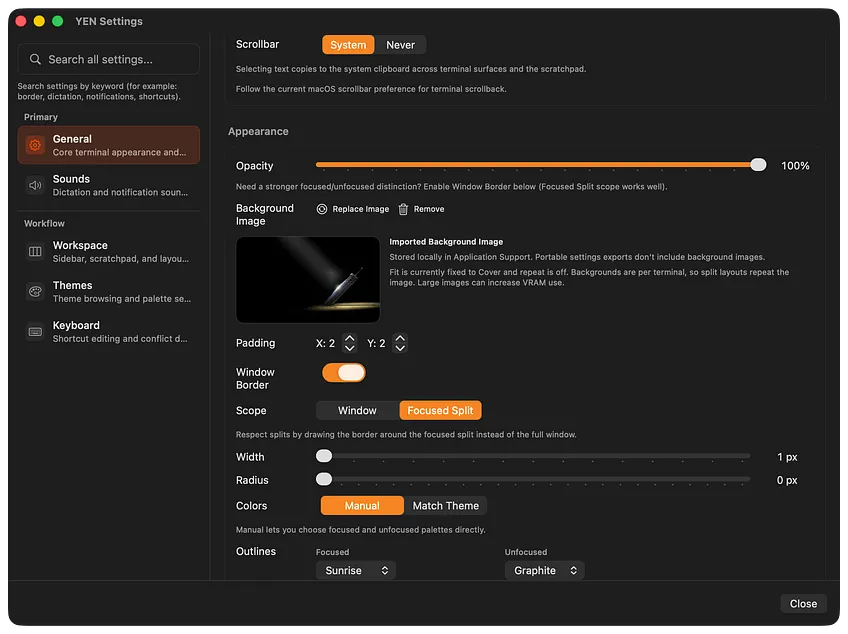 YEN Settings
Search all settings...
Search settings by keyword (for example:
border, dictation, notifications, shortcuts).
Primary
General
Core terminal appearance and...
Sounds
Dictation and notification soun...
Workflow
Workspace
Sidebar, scratchpad, and layou...
Themes
Theme browsing and palette se...
Keyboard
Shortcut editing and conflict d...
Scrollbar
System
Never
Selecting text copies to the system clipboard across terminal surfaces and the scratchpad.
Follow the current macOS scrollbar preference for terminal scrollback.
Appearance
Opacity
100%
Need a stronger focused/unfocused distinction? Enable Window Border below (Focused Split scope works well).
Background
Image
Replace Image
Remove
Imported Background Image
Stored locally in Application Support. Portable settings exports don't include background images.
Fit is currently fixed to Cover and repeat is off. Backgrounds are per terminal, so split layouts repeat the
image. Large images can increase VRAM use.
Padding
X: 2
Y: 2
Window
Border
Scope
Window
Focused Split
Respect splits by drawing the border around the focused split instead of the full window.
Width
1 px
Radius
0 px
Colors
Manual
Match Theme
Manual lets you choose focused and unfocused palettes directly.
Outlines
Focused
Unfocused
Sunrise
Graphite
Close